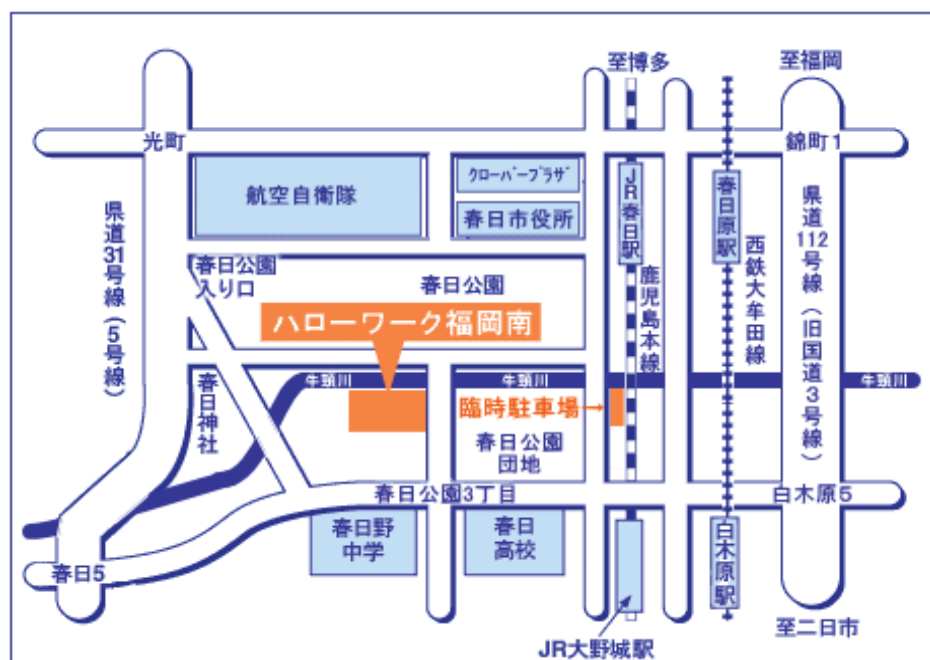 至博多
至福岡
光町
錦町1
航空自衛隊
クローバープラザ
春日市役所
JR春日駅
春日原駅
県道31号線(5号線)
春日公園
入り口
春日公園
鹿児島本線
西鉄大牟田線
県道112号線(旧国道3号線)
ハローワーク福岡南
牛頸川
牛頸川
牛頸川
春日神社
臨時駐車場→
春日公園
団地
春日公園3丁目
白木原5
春日野
中学
春日
高校
白木原駅
春日5
至二日市
JR大野城駅